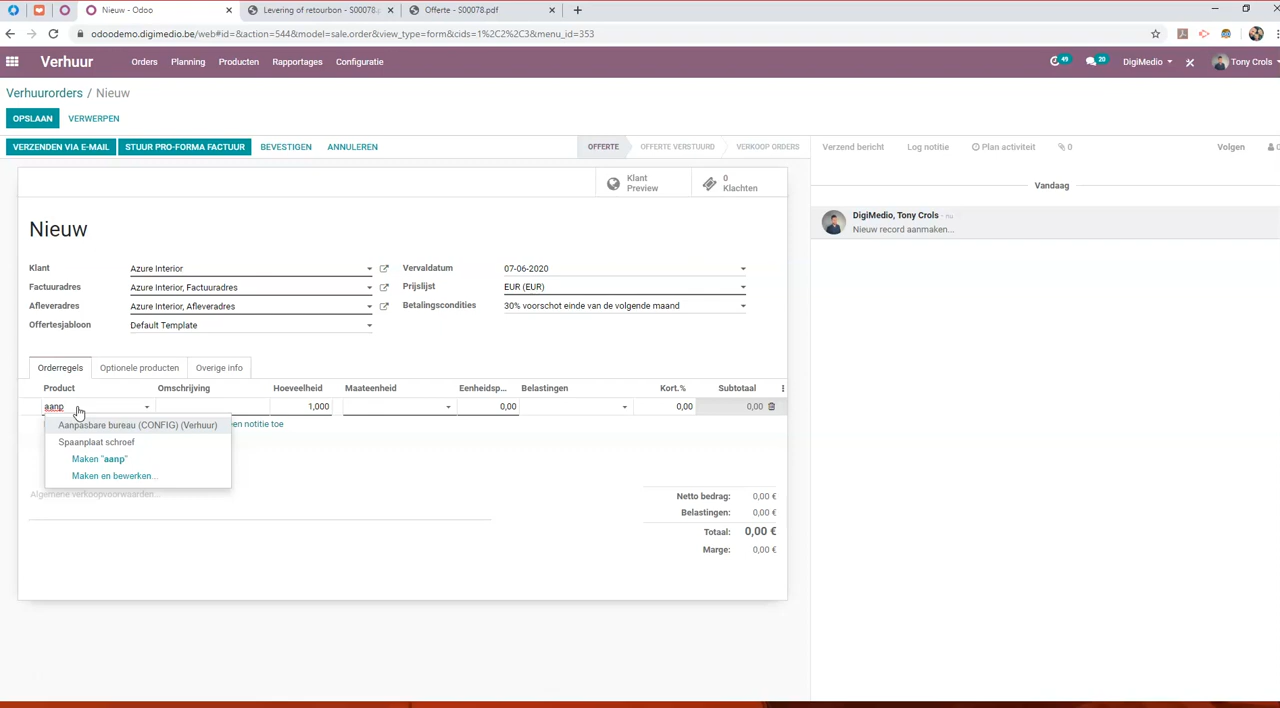 Nieuw - Odoo
Levering of retourbon - S00078.
Offerte - S00078.pdf
odoodemo.digimedio.be/web#id=&action=544&model=sale.order&view_type=form&cids=1%2C2%2C3&menu_id=353
Verhuur Orders Planning Producten Rapportages Configuratie 49 20 DigiMedio Tony Crols
Verhuurorders / Nieuw
OPSLAAN VERWERPEN
VERZENDEN VIA E-MAIL STUUR PRO-FORMA FACTUUR BEVESTIGEN ANNULEREN OFFERTE OFFERTE VERSTUURD VERKOOP ORDERS
Verzend bericht Log notitie Plan activiteit 0 Volgen 0
Klant Preview
0 Klachten
Vandaag
DigiMedio, Tony Crols - nu
Nieuw record aanmaken...
Nieuw
Klant Azure Interior Vervaldatum 07-06-2020
Factuuradres Azure Interior, Factuuradres Prijslijst EUR (EUR)
Afleveradres Azure Interior, Afleveradres Betalingscondities 30% voorschot einde van de volgende maand
Offertesjabloon Default Template
Orderregels Optionele producten Overige info
Product Omschrijving Hoeveelheid Maateenheid Eenheidsp... Belastingen Kort.% Subtotaal
aanp 1,000 0,00 0,00 0,00
Aanpasbare bureau (CONFIG) (Verhuur)
en notitie toe
Spaanplaat schroef
Maken "aanp"
Maken en bewerken...
Algemene verkoopvoorwaarden...
Netto bedrag: 0,00 €
Belastingen: 0,00 €
Totaal: 0,00 €
Marge: 0,00 €